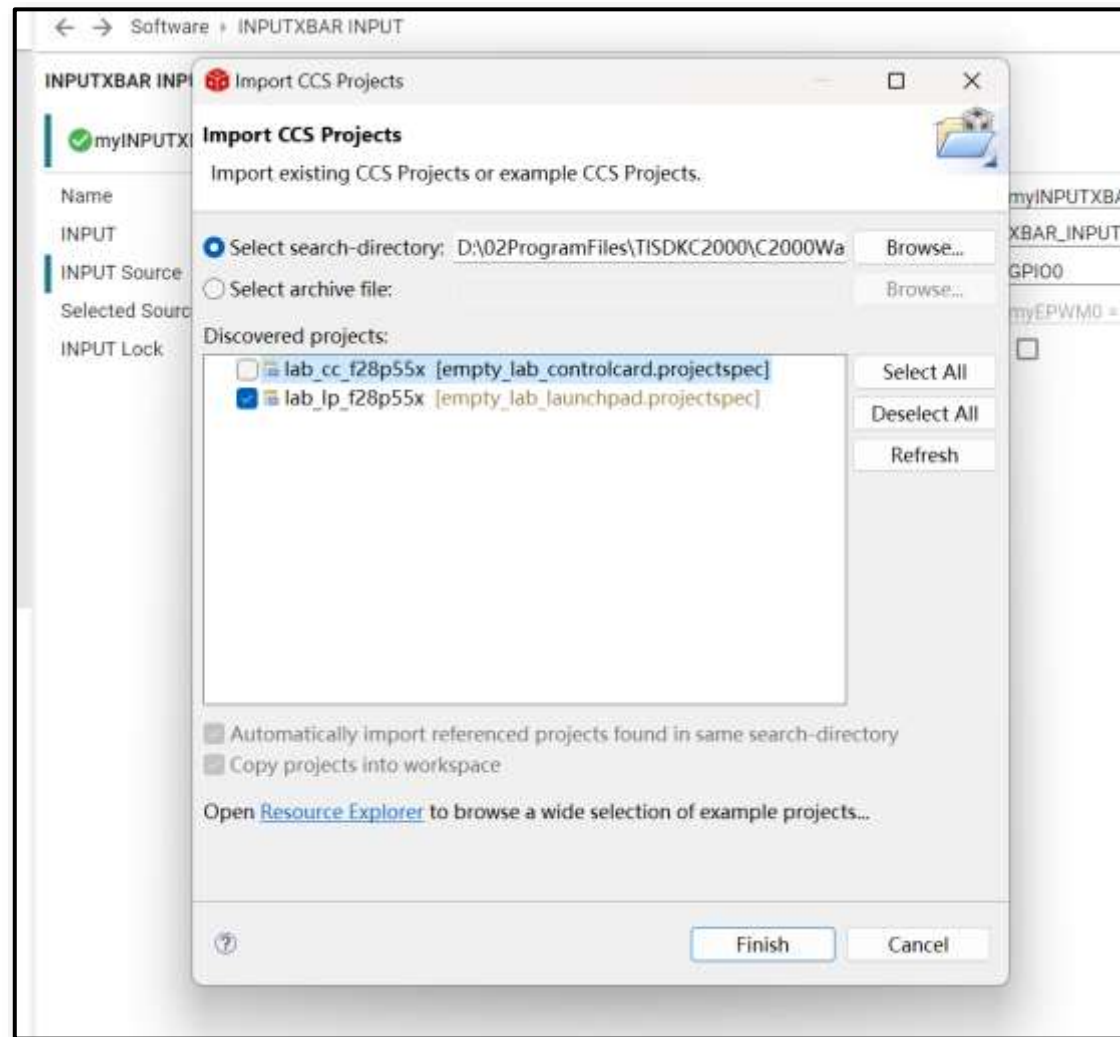 ← → Software › INPUTXBAR INPUT
INPUTXBAR INP
Import CCS Projects
myINPUTX
Import CCS Projects
Import existing CCS Projects or example CCS Projects.
Name
myINPUTXBA
INPUT
XBAR_INPUT
Select search-directory: D:\02ProgramFiles\TISDKC2000\C2000Wa Browse...
INPUT Source
GPIO0
Select archive file: Browse...
Selected Sourc
myEPWM0 =
Discovered projects:
INPUT Lock
lab_cc_f28p55x [empty_lab_controlcard.projectspec]
lab_lp_f28p55x [empty_lab_launchpad.projectspec]
Select All
Deselect All
Refresh
Automatically import referenced projects found in same search-directory
Copy projects into workspace
Open Resource Explorer to browse a wide selection of example projects...
?
Finish Cancel